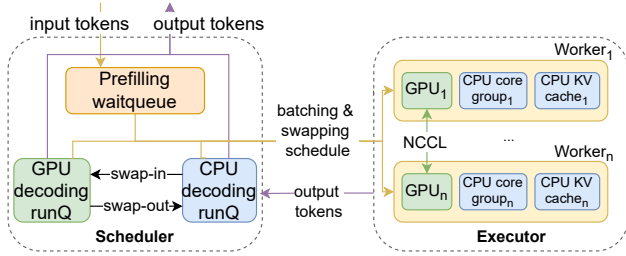 input tokens
output tokens
Prefilling
waitqueue
GPU
decoding
runQ
swap-in
swap-out
CPU
decoding
runQ
Scheduler
batching &
swapping
schedule
output
tokens
Worker1
GPU1
CPU core
group1
CPU KV
cache1
NCCL
...
Workern
GPUn
CPU core
groupn
CPU KV
cachen
Executor